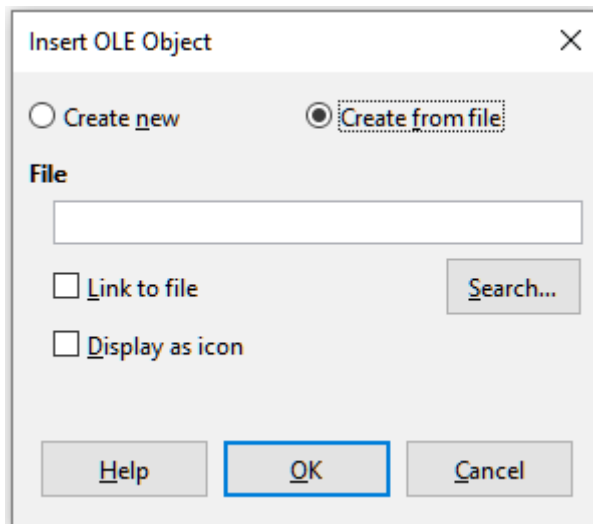 Insert OLE Object
Create new
Create from file
File
Link to file
Search...
Display as icon
Help
OK
Cancel